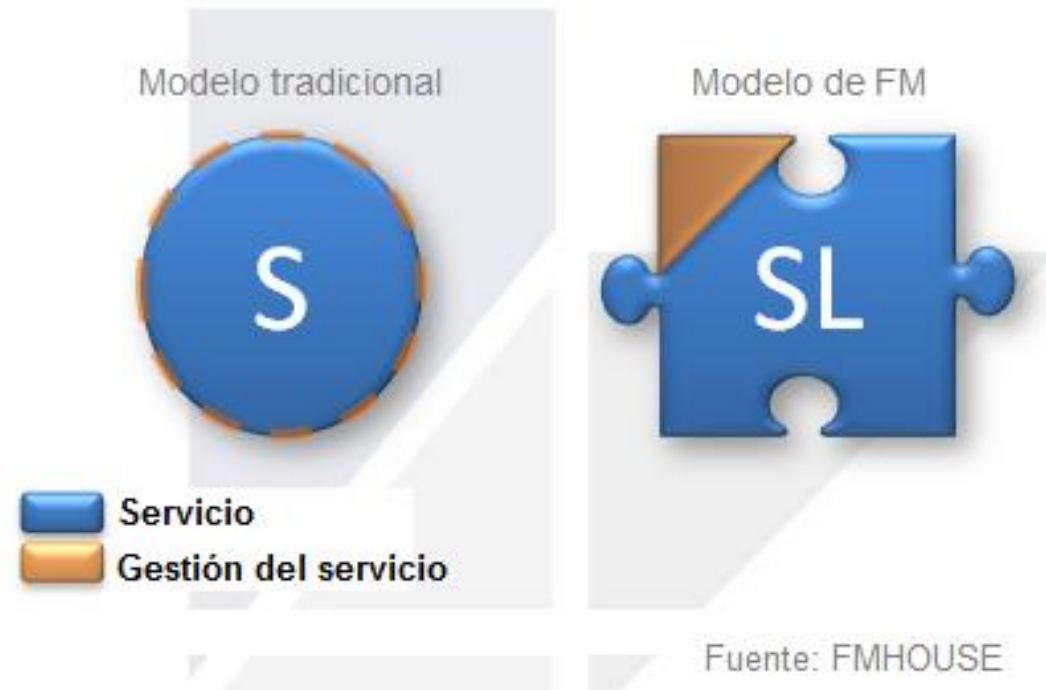 Modelo tradicional
Modelo de FM
S
SL
Servicio
Gestión del servicio
Fuente: FMHOUSE